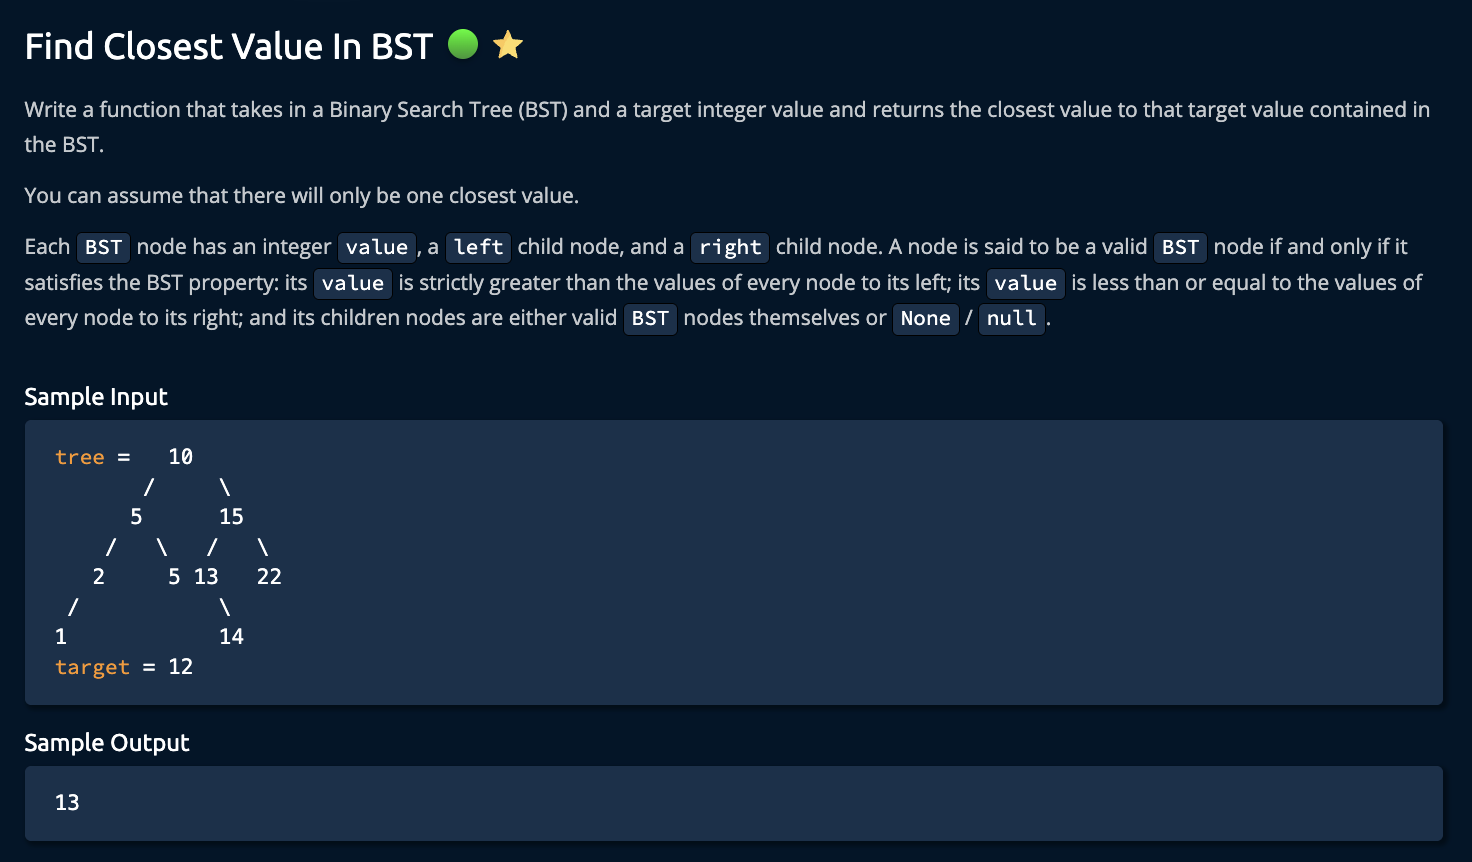 Find Closest Value In BST
Write a function that takes in a Binary Search Tree (BST) and a target integer value and returns the closest value to that target value contained in
the BST.
You can assume that there will only be one closest value.
Each BST node has an integer value, a left child node, and a right child node. A node is said to be a valid BST node if and only if it
satisfies the BST property: its value is strictly greater than the values of every node to its left; its value is less than or equal to the values of
every node to its right; and its children nodes are either valid BST nodes themselves or None / null.
Sample Input
tree =   10
       /     \
      5      15
    /   \   /   \
   2     5 13   22
 /           \
1            14
target = 12
Sample Output
13